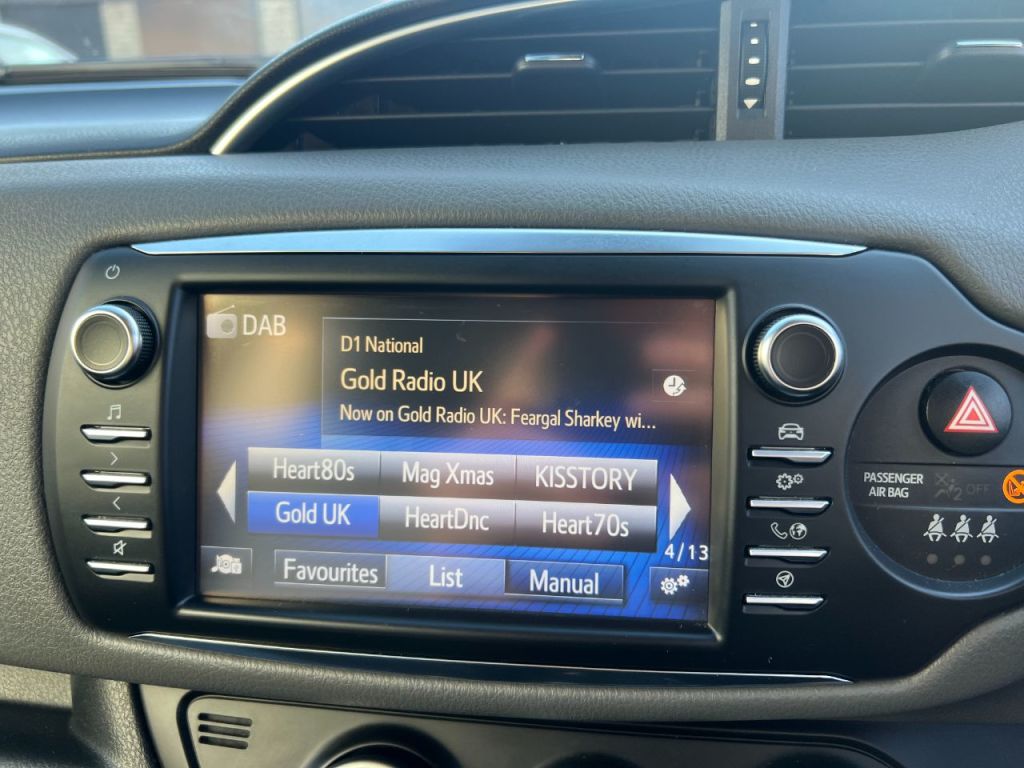 DAB
D1 National
Gold Radio UK
Now on Gold Radio UK: Feargal Sharkey wi...
Heart80s Mag Xmas KISSTORY
Gold UK HeartDnc Heart70s
4/13
Favourites List Manual
PASSENGER
AIR BAG
2 OFF